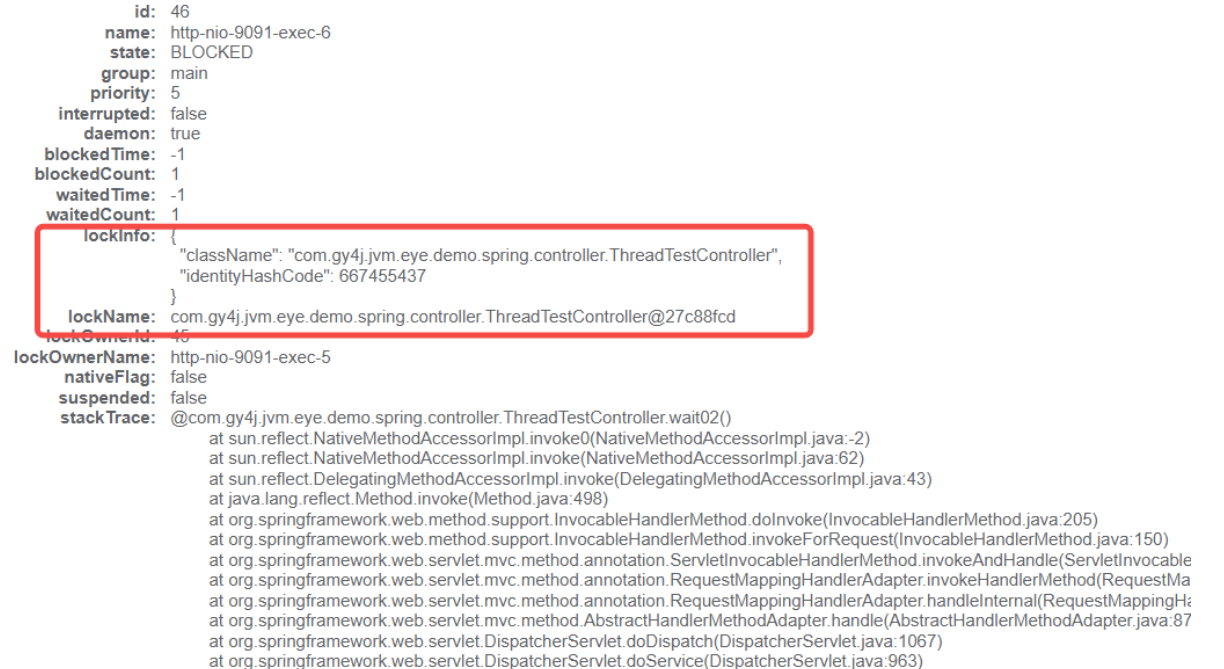 id: 46
name: http-nio-9091-exec-6
state: BLOCKED
group: main
priority: 5
interrupted: false
daemon: true
blockedTime: -1
blockedCount: 1
waitedTime: -1
waitedCount: 1
lockInfo: {
"className": "com.gy4j.jvm.eye.demo.spring.controller.ThreadTestController",
"identityHashCode": 667455437
}
lockName: com.gy4j.jvm.eye.demo.spring.controller.ThreadTestController@27c88fcd
lockOwnerId: 45
lockOwnerName: http-nio-9091-exec-5
nativeFlag: false
suspended: false
stackTrace: @com.gy4j.jvm.eye.demo.spring.controller.ThreadTestController.wait02()
at sun.reflect.NativeMethodAccessorImpl.invoke0(NativeMethodAccessorImpl.java:-2)
at sun.reflect.NativeMethodAccessorImpl.invoke(NativeMethodAccessorImpl.java:62)
at sun.reflect.DelegatingMethodAccessorImpl.invoke(DelegatingMethodAccessorImpl.java:43)
at java.lang.reflect.Method.invoke(Method.java:498)
at org.springframework.web.method.support.InvocableHandlerMethod.doInvoke(InvocableHandlerMethod.java:205)
at org.springframework.web.method.support.InvocableHandlerMethod.invokeForRequest(InvocableHandlerMethod.java:150)
at org.springframework.web.servlet.mvc.method.annotation.ServletInvocableHandlerMethod.invokeAndHandle(ServletInvocable
at org.springframework.web.servlet.mvc.method.annotation.RequestMappingHandlerAdapter.invokeHandlerMethod(RequestMa
at org.springframework.web.servlet.mvc.method.annotation.RequestMappingHandlerAdapter.handleInternal(RequestMappingHa
at org.springframework.web.servlet.mvc.method.AbstractHandlerMethodAdapter.handle(AbstractHandlerMethodAdapter.java:87
at org.springframework.web.servlet.DispatcherServlet.doDispatch(DispatcherServlet.java:1067)
at org.springframework.web.servlet.DispatcherServlet.doService(DispatcherServlet.java:963)